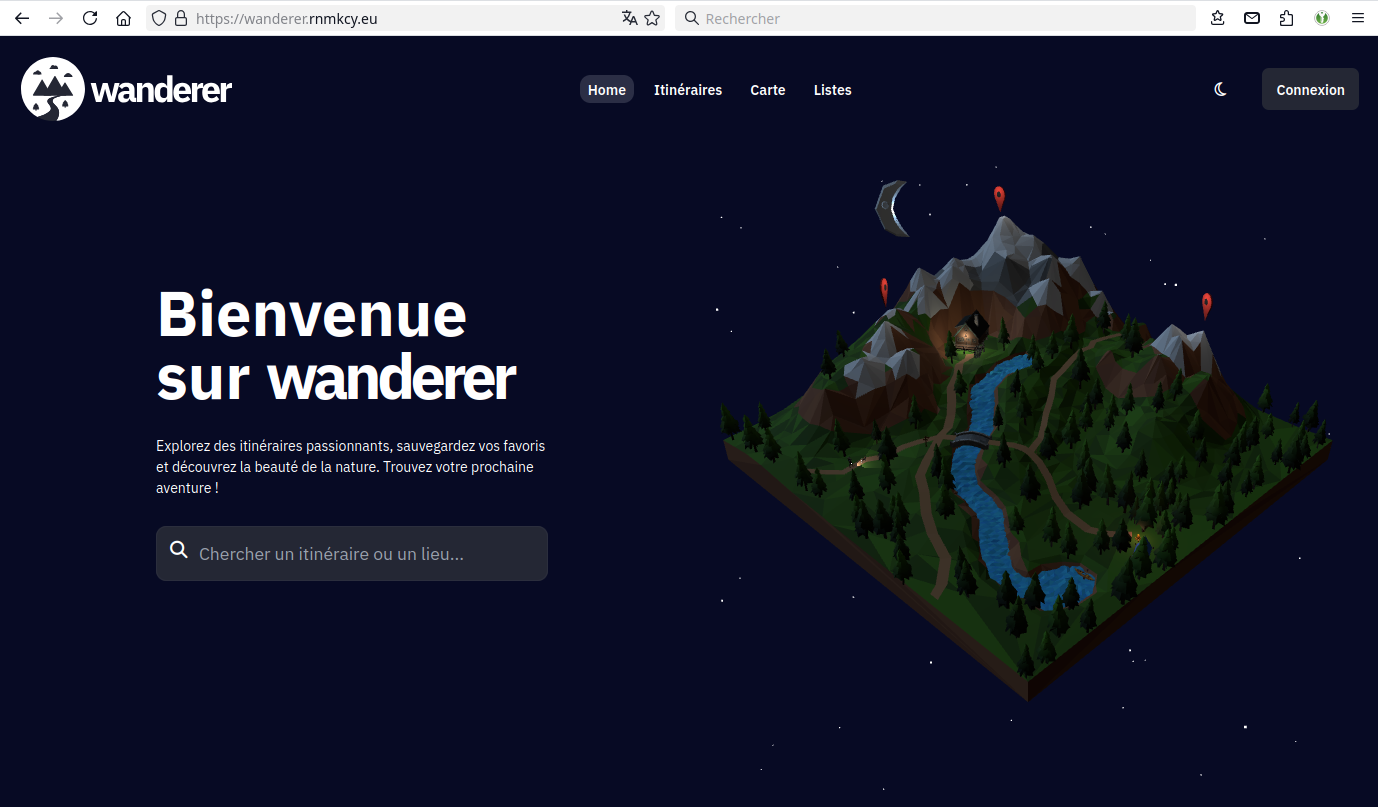 https://wanderer.rnmkcy.eu
Rechercher
wanderer
Home
Itinéraires
Carte
Listes
Connexion
Bienvenue
sur wanderer
Explorez des itinéraires passionnants, sauvegardez vos favoris
et découvrez la beauté de la nature. Trouvez votre prochaine
aventure !
Chercher un itinéraire ou un lieu...